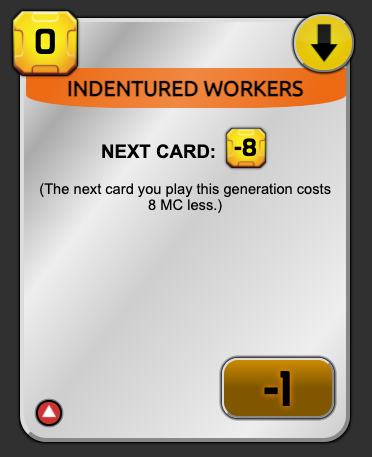 0
INDENTURED WORKERS
NEXT CARD: -8
(The next card you play this generation costs
8 MC less.)
-1